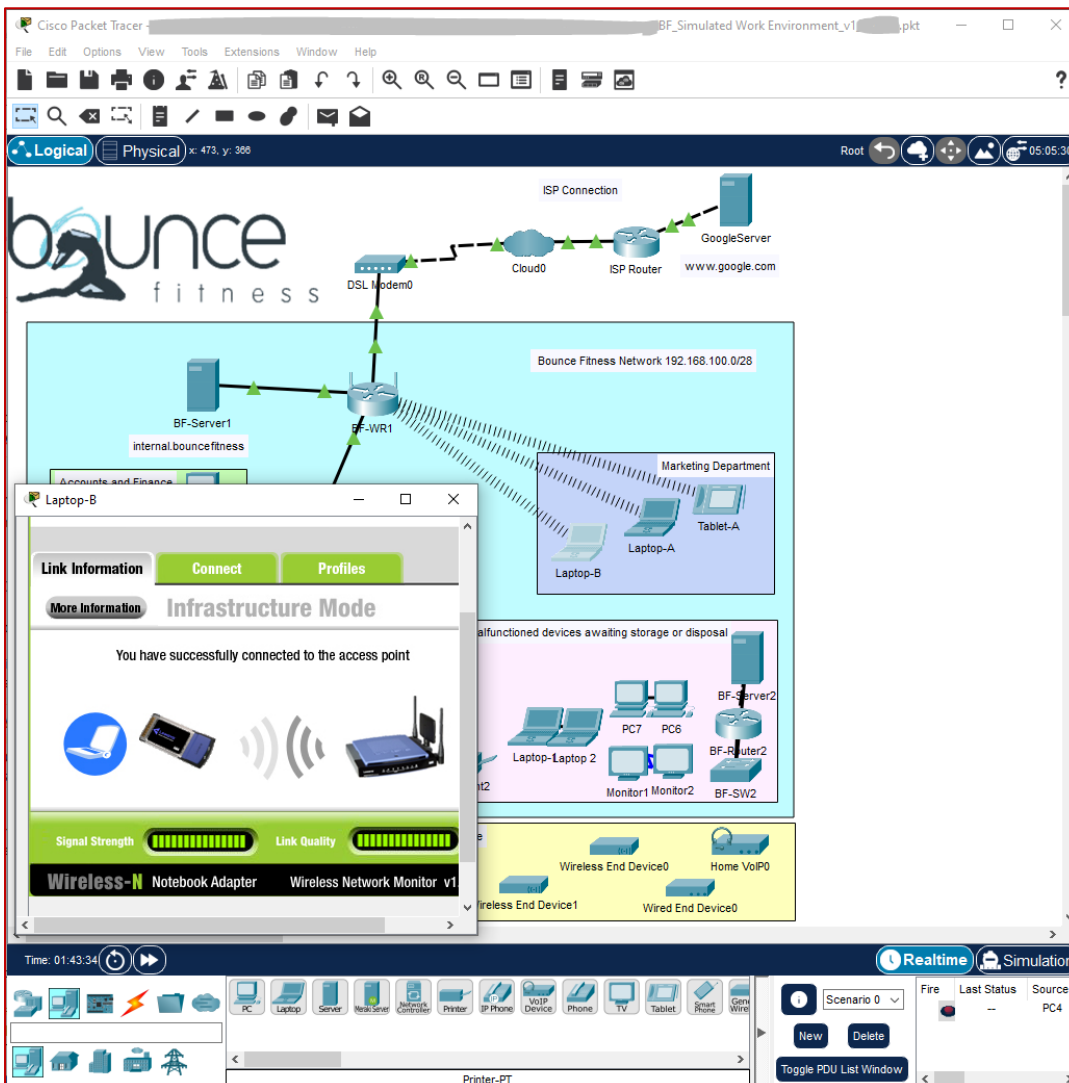 Cisco Packet Tracer - BF_Simulated Work Environment_v1 .pkt
File Edit Options View Tools Extensions Window Help
Logical Physical x: 473, y: 366 Root 05:05:30
ISP Connection
bounce
fitness
GoogleServer
Cloud0
ISP Router
www.google.com
DSL Modem0
Bounce Fitness Network 192.168.100.0/28
BF-Server1
BF-WR1
internal.bouncefitness
Marketing Department
Accounts and Finance
Tablet-A
Laptop-A
Laptop-B
Laptop-B
Link Information Connect Profiles
More Information Infrastructure Mode
You have successfully connected to the access point
Signal Strength Link Quality
Wireless-N Notebook Adapter Wireless Network Monitor v1.
alfunctioned devices awaiting storage or disposal
BF-Server2
PC7 PC6
BF-Router2
Laptop-1 Laptop 2
nt2
Monitor1 Monitor2 BF-SW2
e
Wireless End Device0 Home VoIP0
ireless End Device1
Wired End Device0
Time: 01:43:34 Realtime Simulation
PC Laptop Server Meraki Server Network Controller Printer IP Phone VoIP Device Phone TV Tablet Smart Phone Gene Wire
Printer-PT
Scenario 0
New Delete
Toggle PDU List Window
Fire Last Status Source
-- PC4